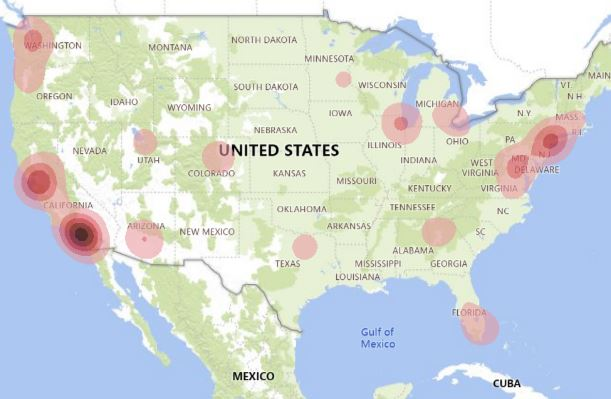 WASHINGTON
MONTANA
NORTH DAKOTA
MINNESOTA
OREGON
IDAHO
WYOMING
SOUTH DAKOTA
WISCONSIN
MICHIGAN
VT.
N H
MAIN
N.Y.
MASS.
R.I.
IOWA
NEBRASKA
NEVADA
UTAH
COLORADO
UNITED STATES
KANSAS
ILLINOIS
INDIANA
OHIO
PA
N.J.
MD
DELAWARE
WEST
VIRGINIA
VIRGINIA
MISSOURI
KENTUCKY
CALIFORNIA
ARIZONA
NEW MEXICO
OKLAHOMA
ARKANSAS
TENNESSEE
NC
SC
TEXAS
LOUISIANA
MISSISSIPPI
ALABAMA
GEORGIA
FLORIDA
Gulf of
Mexico
MEXICO
CUBA